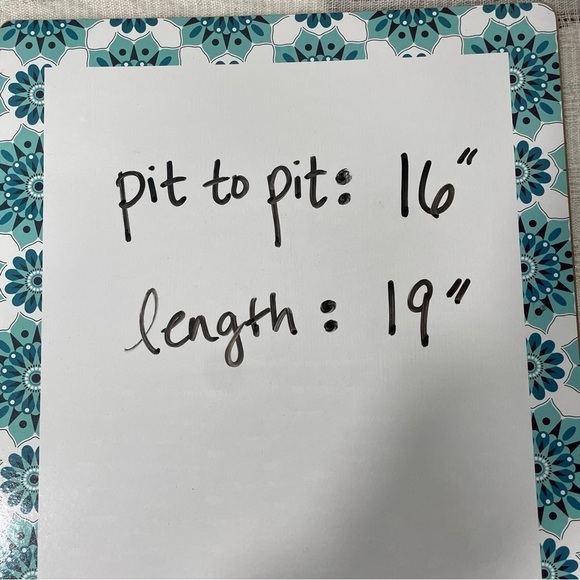 pit to pit: 16"
length: 19"